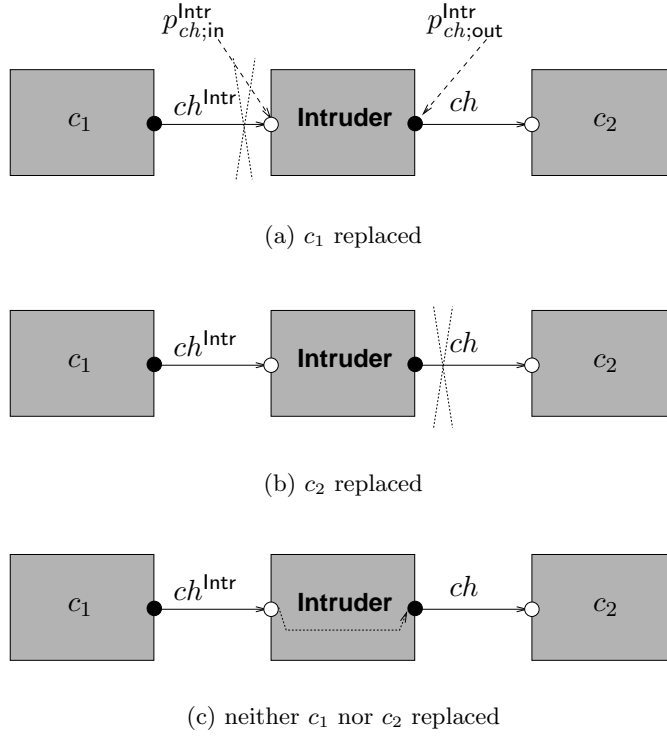 p^Intr_ch;in p^Intr_ch;out
c₁ ch^Intr Intruder ch c₂
(a) c₁ replaced
c₁ ch^Intr Intruder ch c₂
(b) c₂ replaced
c₁ ch^Intr Intruder ch c₂
(c) neither c₁ nor c₂ replaced